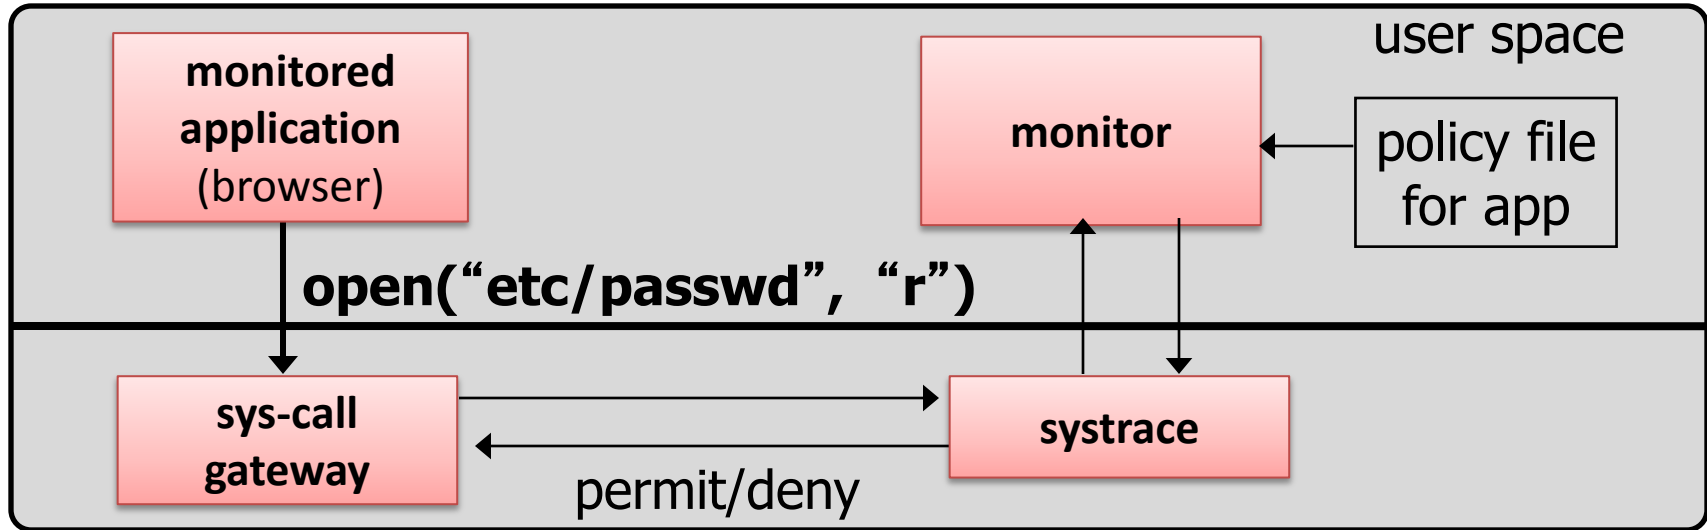 monitored
application
(browser)
monitor
user space
policy file
for app
open(“etc/passwd”, “r”)
sys-call
gateway
systrace
permit/deny